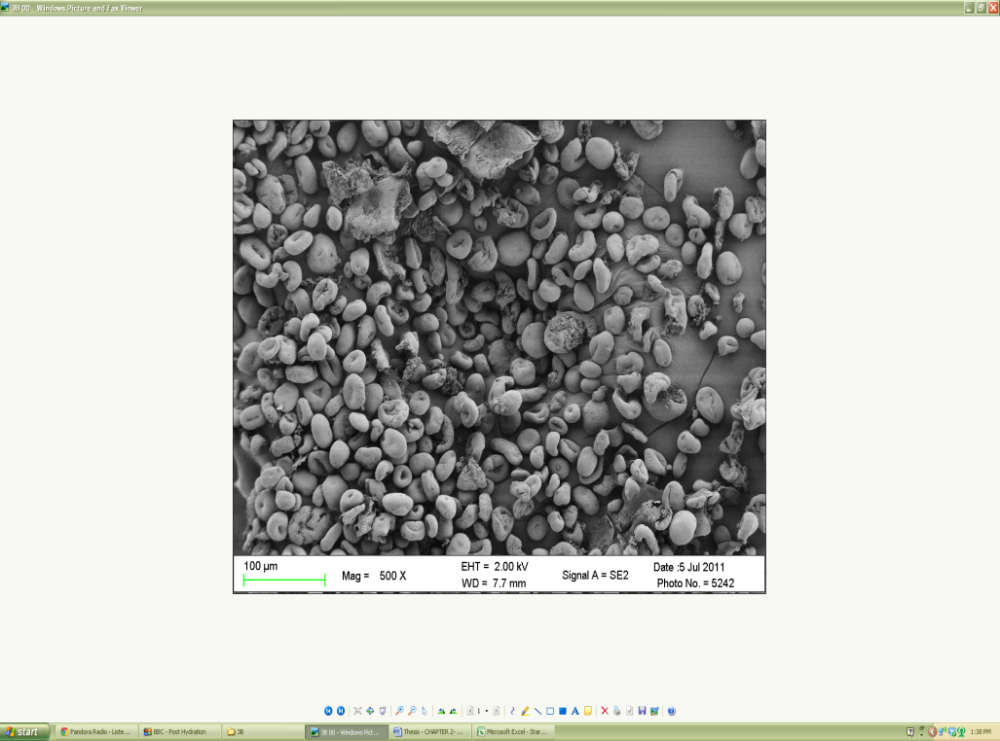 3B 00 - Windows Picture and Fax Viewer
100 µm
Mag = 500 X
EHT = 2.00 kV
WD = 7.7 mm
Signal A = SE2
Date :5 Jul 2011
Photo No. = 5242
1
start
Pandora Radio - Liste...
BBC - Post Hydration
3B
3B 00 - Windows Pict...
Thesis - CHAPTER 2- ...
Microsoft Excel - Star...
1:38 PM